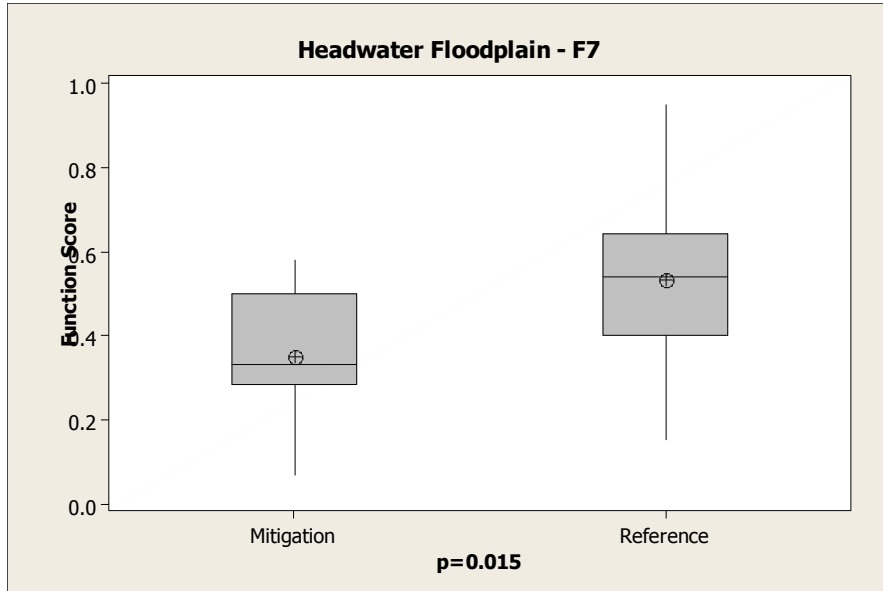 Headwater Floodplain - F7
1.0
0.8
0.6
0.4
0.2
0.0
Function Score
Mitigation
Reference
p=0.015